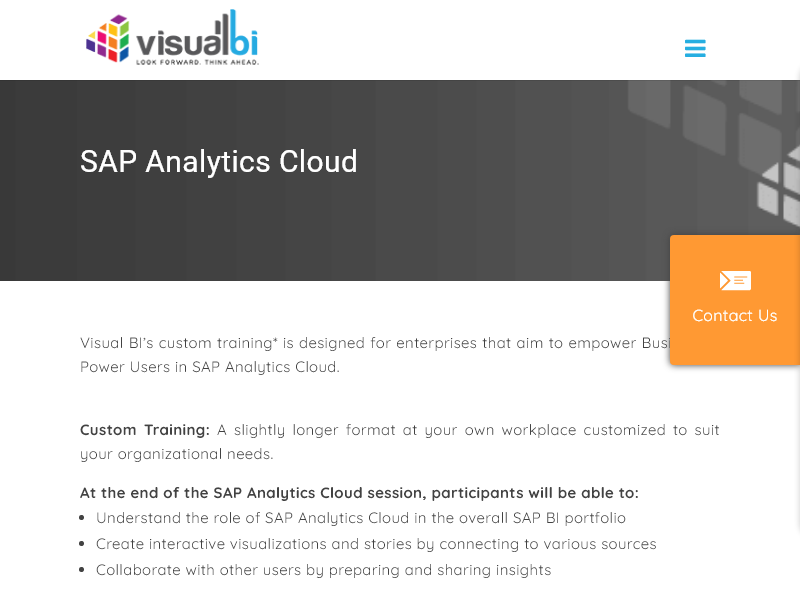 visualbi
LOOK FORWARD. THINK AHEAD.
SAP Analytics Cloud
Contact Us
Visual BI's custom training* is designed for enterprises that aim to empower
Power Users in SAP Analytics Cloud.
Custom Training: A slightly longer format at your own workplace customized to suit
your organizational needs.
At the end of the SAP Analytics Cloud session, participants will be able to:
• Understand the role of SAP Analytics Cloud in the overall SAP BI portfolio
• Create interactive visualizations and stories by connecting to various sources
• Collaborate with other users by preparing and sharing insights